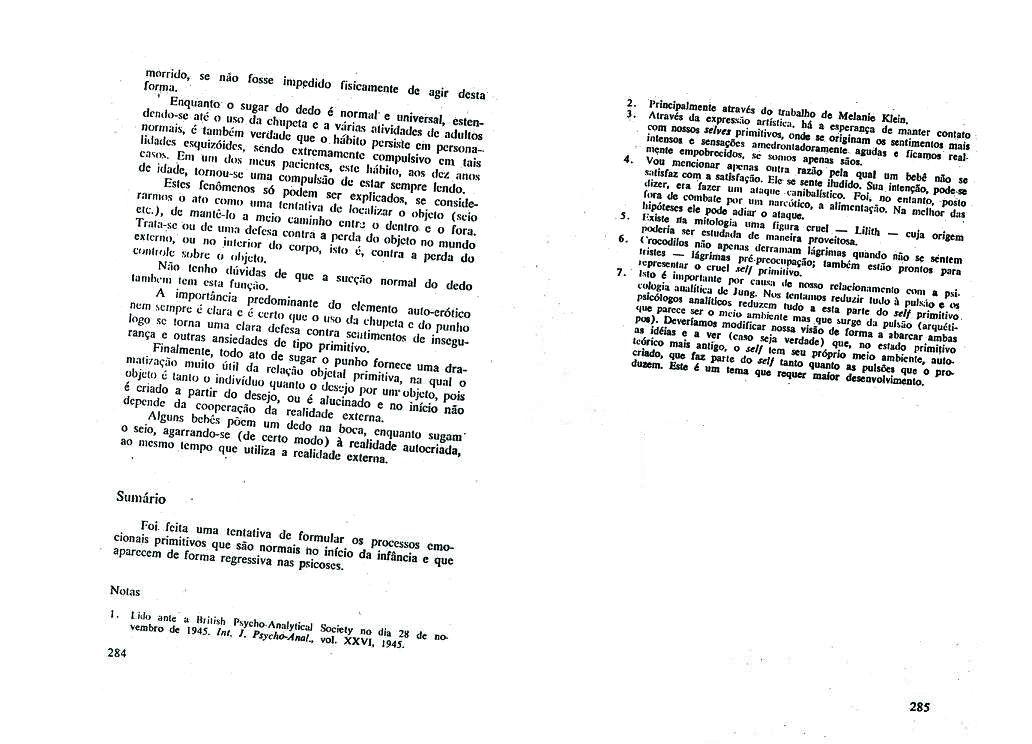 morrido, se não fosse impedido fisicamente de agir desta
forma.
Enquanto o sugar do dedo é normal e universal, esten-
dendo-se até o uso da chupeta e a várias atividades de adultos
normais, é também verdade que o hábito persiste em persona-
lidades esquizóides, sendo extremamente compulsivo em tais
casos. Em um dos meus pacientes, este hábito, aos dez anos
de idade, tornou-se uma compulsão de estar sempre lendo.
Estes fenômenos só podem ser explicados, se conside-
rarmos o ato como uma tentativa de localizar o objeto (seio
etc.), de mantê-lo a meio caminho entre o dentro e o fora.
Trata-se ou de uma defesa contra a perda do objeto no mundo
externo, ou no interior do corpo, isto é, contra a perda do
controle sobre o objeto.
Não tenho dúvidas de que a sucção normal do dedo
também tem esta função.
A importância predominante do elemento auto-erótico
nem sempre é clara e é certo que o uso da chupeta e do punho
logo se torna uma clara defesa contra sentimentos de insegu-
rança e outras ansiedades de tipo primitivo.
Finalmente, todo ato de sugar o punho fornece uma dra-
matização muito útil da relação objetal primitiva, na qual o
objeto é tanto o indivíduo quanto o desejo por um objeto, pois
é criado a partir do desejo, ou é alucinado e no início não
depende da cooperação da realidade externa.
Alguns bebês põem um dedo na boca, enquanto sugam
o seio, agarrando-se (de certo modo) à realidade autocriada,
ao mesmo tempo que utiliza a realidade externa.
Sumário
Foi feita uma tentativa de formular os processos emo-
cionais primitivos que são normais no início da infância e que
aparecem de forma regressiva nas psicoses.
Notas
1. Lido ante a British Psycho-Analytical Society no dia 28 de no-
vembro de 1945. Int. J. Psycho-Anal., vol. XXVI, 1945.
284
2. Principalmente através do trabalho de Melanie Klein.
3. Através da expressão artística, há a esperança de manter contato
com nossos selves primitivos, onde se originam os sentimentos mais
intensos e sensações amedrontadoramente agudas e ficamos real-
mente empobrecidos, se somos apenas sãos.
4. Vou mencionar apenas outra razão pela qual um bebê não se
satisfaz com a satisfação. Ele se sente iludido. Sua intenção, pode-se
dizer, era fazer um ataque canibalístico. Foi, no entanto, posto
fora de combate por um narcótico, a alimentação. Na melhor das
hipóteses ele pode adiar o ataque.
5. Existe na mitologia uma figura cruel — Lilith — cuja origem
poderia ser estudada de maneira proveitosa.
6. Crocodilos não apenas derramam lágrimas quando não se sentem
tristes — lágrimas pré-preocupação; também estão prontos para
representar o cruel self primitivo.
7. Isto é importante por causa de nosso relacionamento com a psi-
cologia analítica de Jung. Nós tentamos reduzir tudo à pulsão e os
psicólogos analíticos reduzem tudo a esta parte do self primitivo
que parece ser o meio ambiente mas que surge da pulsão (arquéti-
pos). Deveríamos modificar nossa visão de forma a abarcar ambas
as idéias e a ver (caso seja verdade) que, no estado primitivo
teórico mais antigo, o self tem seu próprio meio ambiente, auto-
criado, que faz parte do self tanto quanto as pulsões que o pro-
duzem. Este é um tema que requer maior desenvolvimento.
285